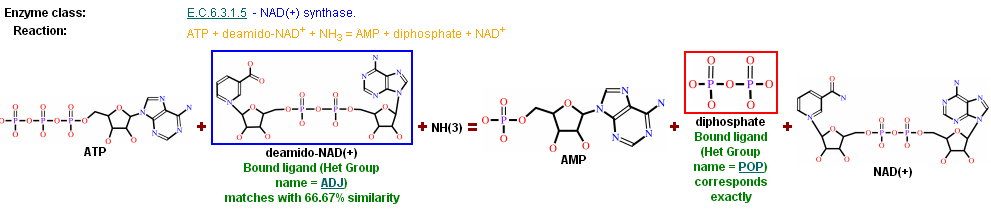 Enzyme class: E.C.6.3.1.5 - NAD(+) synthase.
Reaction: ATP + deamido-NAD⁺ + NH₃ = AMP + diphosphate + NAD⁺
ATP + deamido-NAD(+) + NH(3) = AMP + diphosphate + NAD(+)
Bound ligand (Het Group
name = ADJ)
matches with 66.67% similarity
Bound ligand
(Het Group
name = POP)
corresponds
exactly